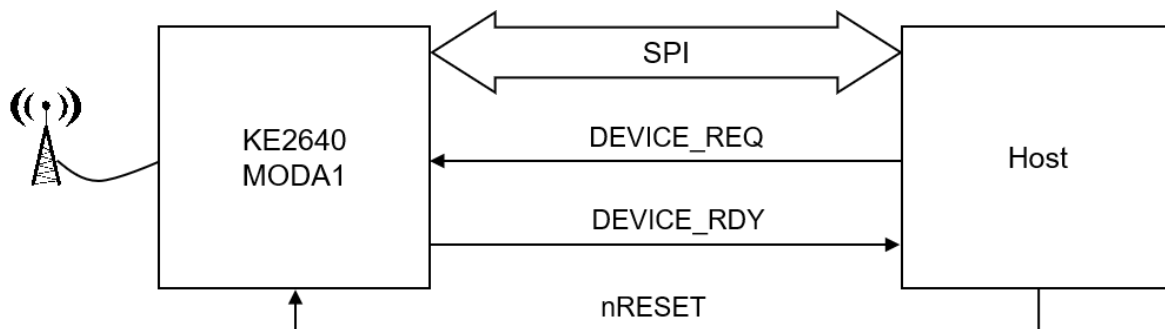 SPI
KE2640
MODA1
DEVICE_REQ
Host
DEVICE_RDY
nRESET